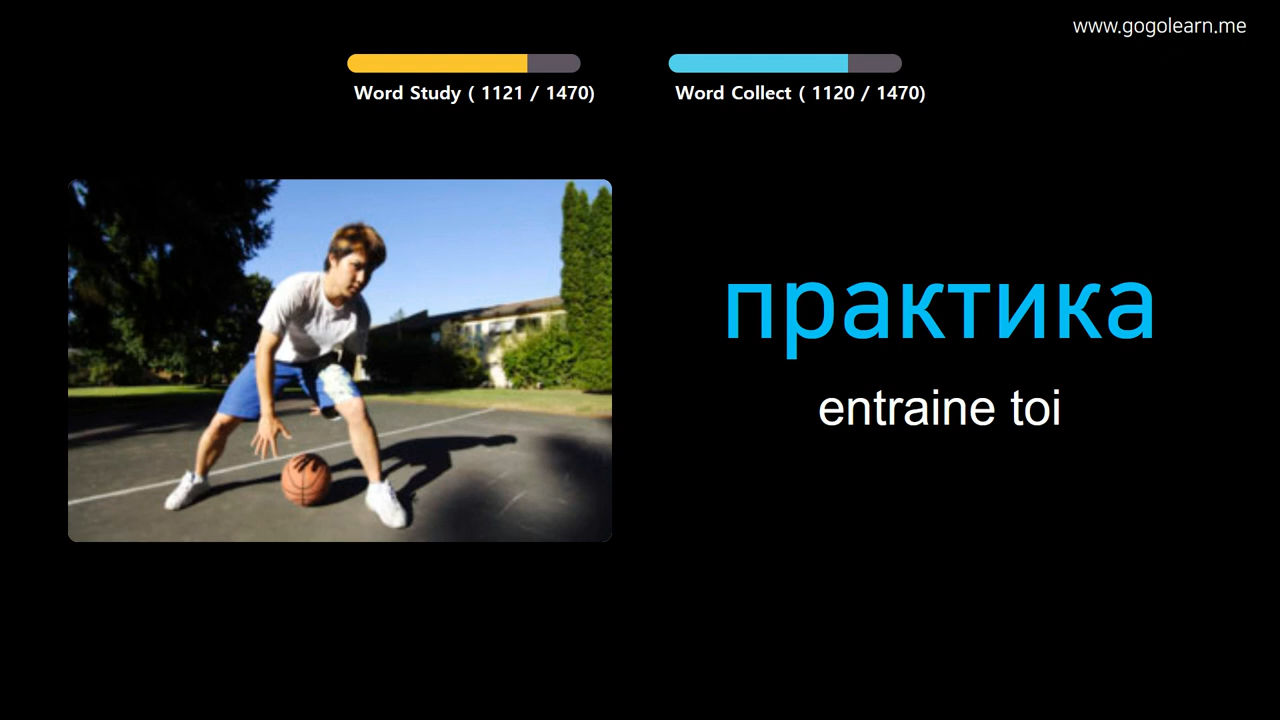 www.gogolearn.me
Word Study ( 1121 / 1470)
Word Collect ( 1120 / 1470)
практика
entraine toi